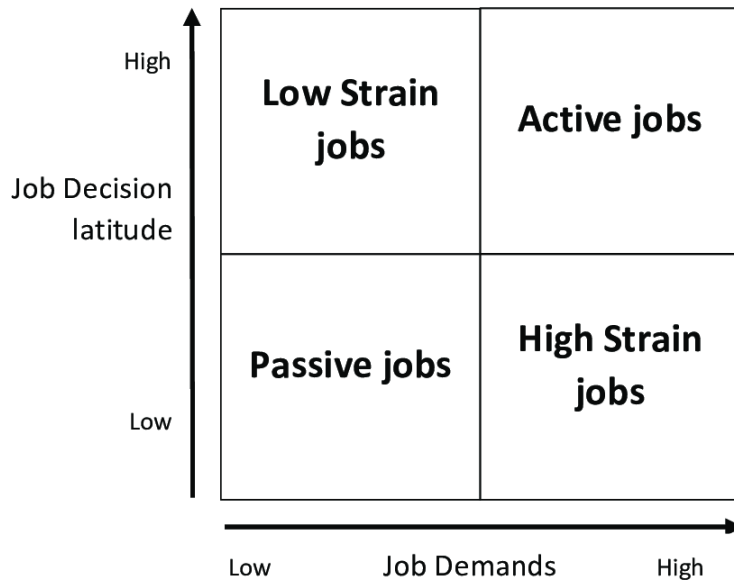 High
Low Strain
jobs
Active jobs
Job Decision
latitude
Passive jobs
High Strain
jobs
Low
Low
Job Demands
High